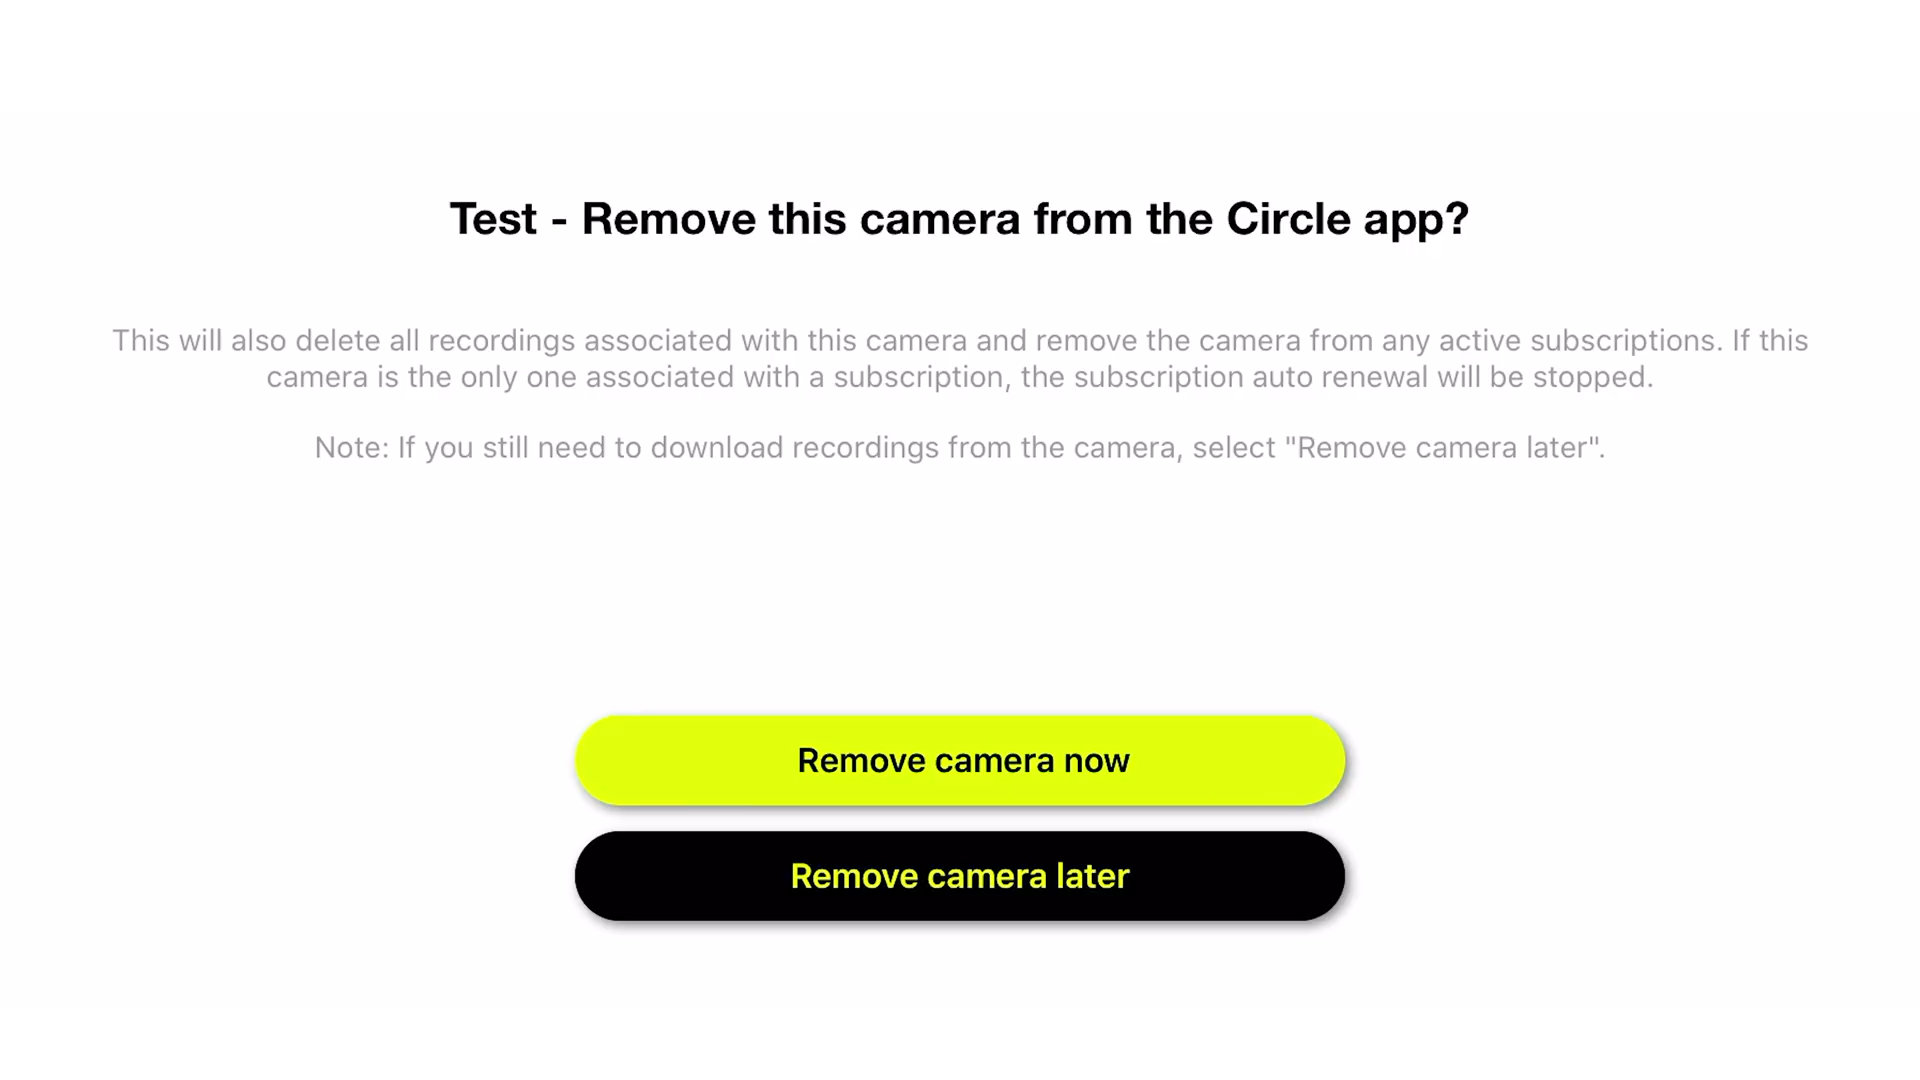 Test - Remove this camera from the Circle app?
This will also delete all recordings associated with this camera and remove the camera from any active subscriptions. If this
camera is the only one associated with a subscription, the subscription auto renewal will be stopped.
Note: If you still need to download recordings from the camera, select "Remove camera later".
Remove camera now
Remove camera later